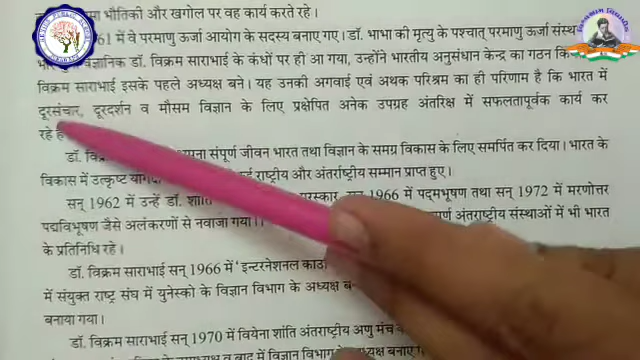 भौतिकी और खगोल पर वह कार्य करते रहे ।
में वे परमाणु ऊर्जा आयोग के सदस्य बनाए गए । डॉ. भाभा की मृत्यु के पश्चात् परमाणु ऊर्जा
डॉ. विक्रम साराभाई के कंधों पर ही आ गया, उन्होंने भारतीय अनुसंधान केन्द्र का गठन
विक्रम साराभाई इसके पहले अध्यक्ष बने । यह उनकी अगवाई एवं अथक परिश्रम का ही परिणाम है कि भारत में
दूरसंचार, दूरदर्शन व मौसम विज्ञान के लिए प्रक्षेपित अनेक उपग्रह अंतरिक्ष में सफलतापूर्वक कार्य कर
रहे
डॉ. संपूर्ण जीवन भारत तथा विज्ञान के समग्र विकास के लिए समर्पित कर दिया । भारत के
विकास में उत्कृष्ट राष्ट्रीय और अंतर्राष्ट्रीय सम्मान प्राप्त हुए ।
सन् 1962 में उन्हें डॉ. शांति 1966 में पद्मभूषण तथा सन् 1972 में मरणोत्तर
पद्मविभूषण जैसे अलंकरणों से नवाजा गया । अंतराष्ट्रीय संस्थाओं में भी भारत
के प्रतिनिधि रहे ।
डॉ. विक्रम साराभाई सन् 1966 में 'इन्टरनेशनल
में संयुक्त राष्ट्र संघ में युनेस्को के विज्ञान विभाग के अध्यक्ष
बनाया गया ।
डॉ. विक्रम साराभाई सन् 1970 में वियेना शांति अंतराष्ट्रीय अणु मंच
व बाद में विज्ञान विभाग के